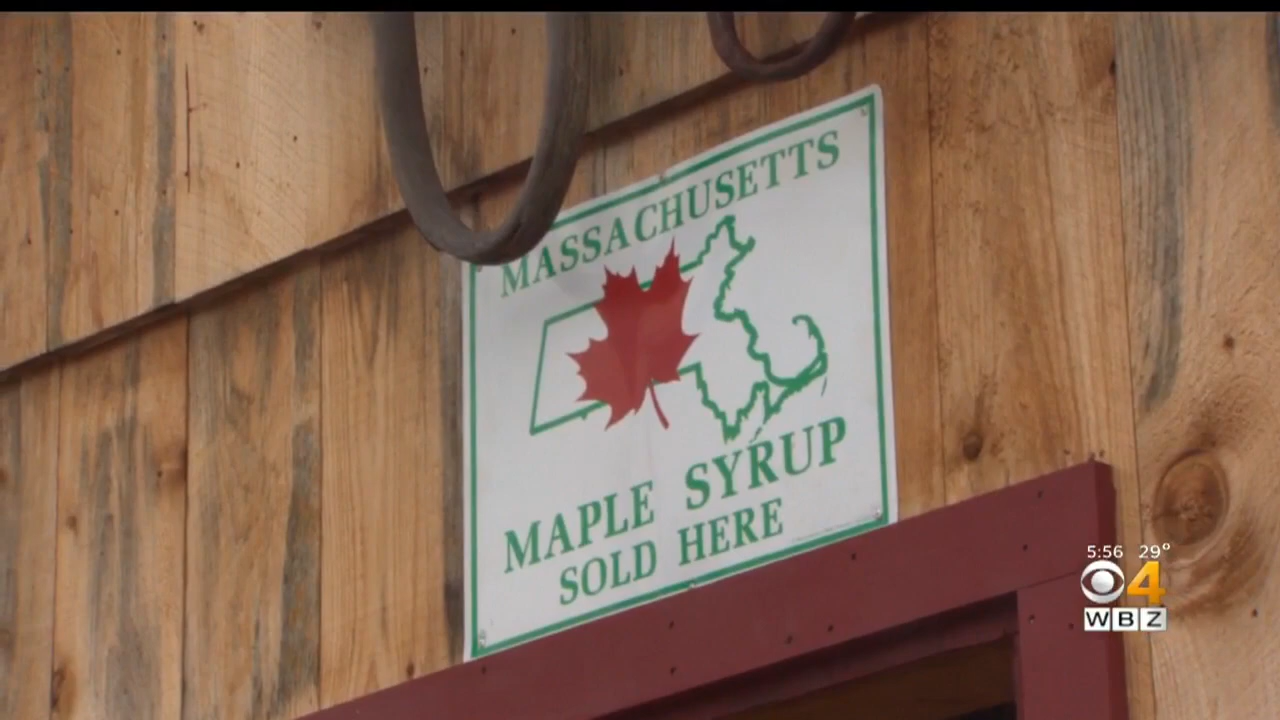 MASSACHUSETTS
MAPLE SYRUP
SOLD HERE
5:56 29°
4
WBZ